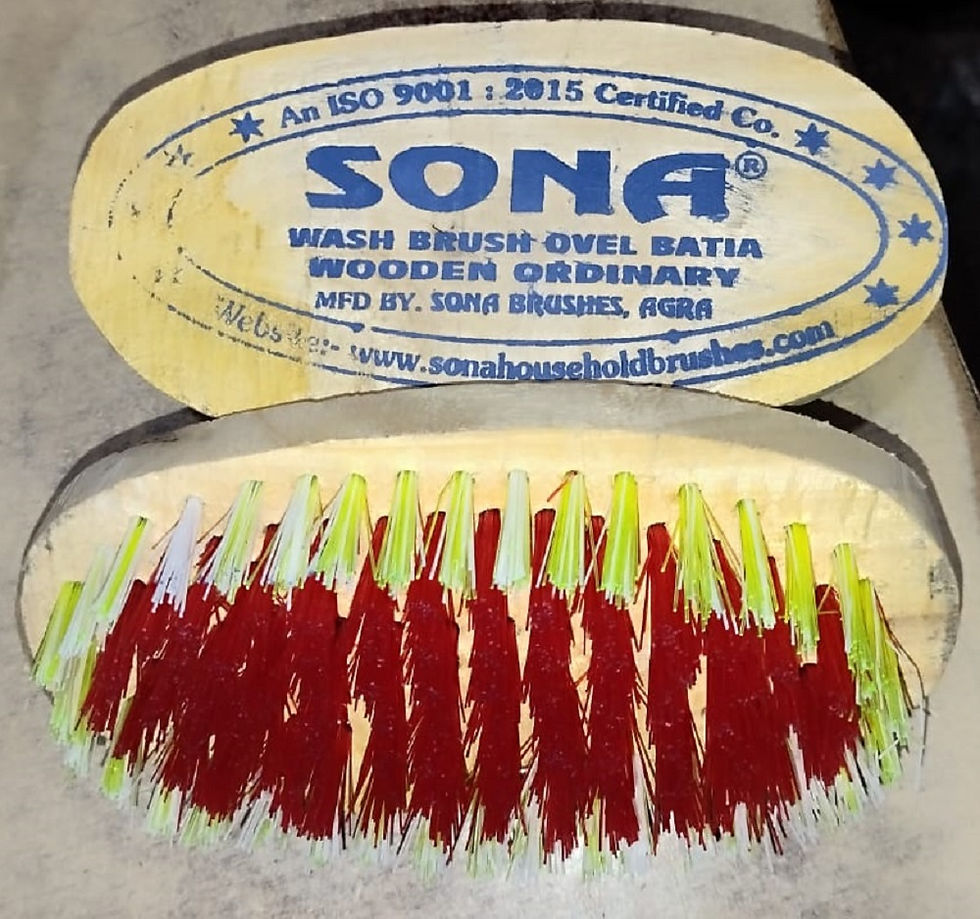 An ISO 9001 : 2015 Certified Co.
SONA®
WASH BRUSH OVEL BATIA
WOODEN ORDINARY
MFD BY. SONA BRUSHES, AGRA
Website:- www.sonahouseholdbrushes.com